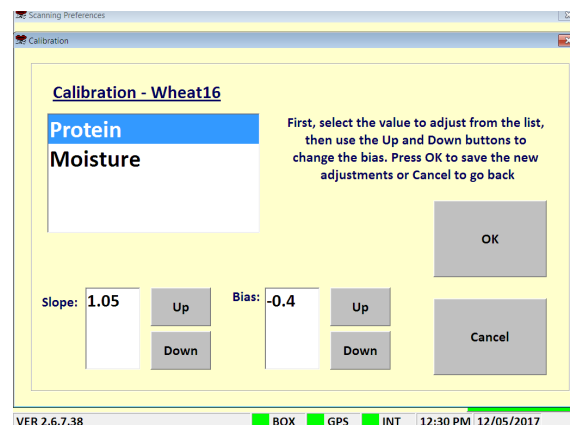 Scanning Preferences
Calibration
Calibration - Wheat16
Protein
Moisture
First, select the value to adjust from the list,
then use the Up and Down buttons to
change the bias. Press OK to save the new
adjustments or Cancel to go back
OK
Slope: 1.05 Up Bias: -0.4 Up
Down Down
Cancel
VER 2.6.7.38 BOX GPS INT 12:30 PM 12/05/2017